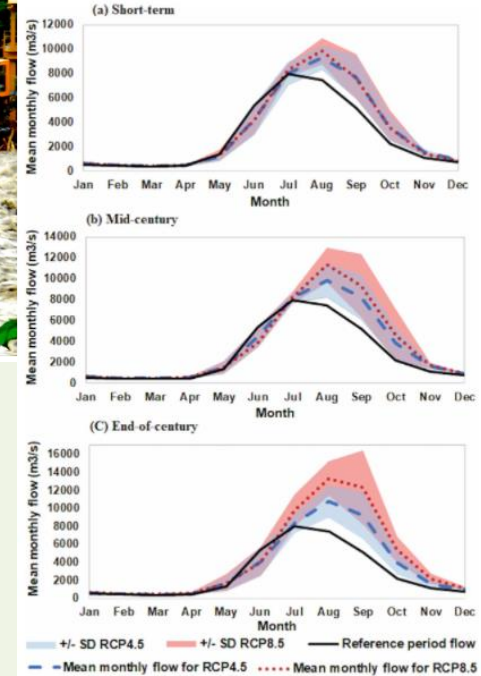 (a) Short-term
Mean monthly flow (m3/s)
12000
10000
8000
6000
4000
2000
0
Jan Feb Mar Apr May Jun Jul Aug Sep Oct Nov Dec
Month
(b) Mid-century
Mean monthly flow (m3/s)
14000
12000
10000
8000
6000
4000
2000
0
Jan Feb Mar Apr May Jun Jul Aug Sep Oct Nov Dec
Month
(C) End-of-century
Mean monthly flow (m3/s)
16000
14000
12000
10000
8000
6000
4000
2000
0
Jan Feb Mar Apr May Jun Jul Aug Sep Oct Nov Dec
Month
+/- SD RCP4.5 +/- SD RCP8.5 Reference period flow
Mean monthly flow for RCP4.5 Mean monthly flow for RCP8.5